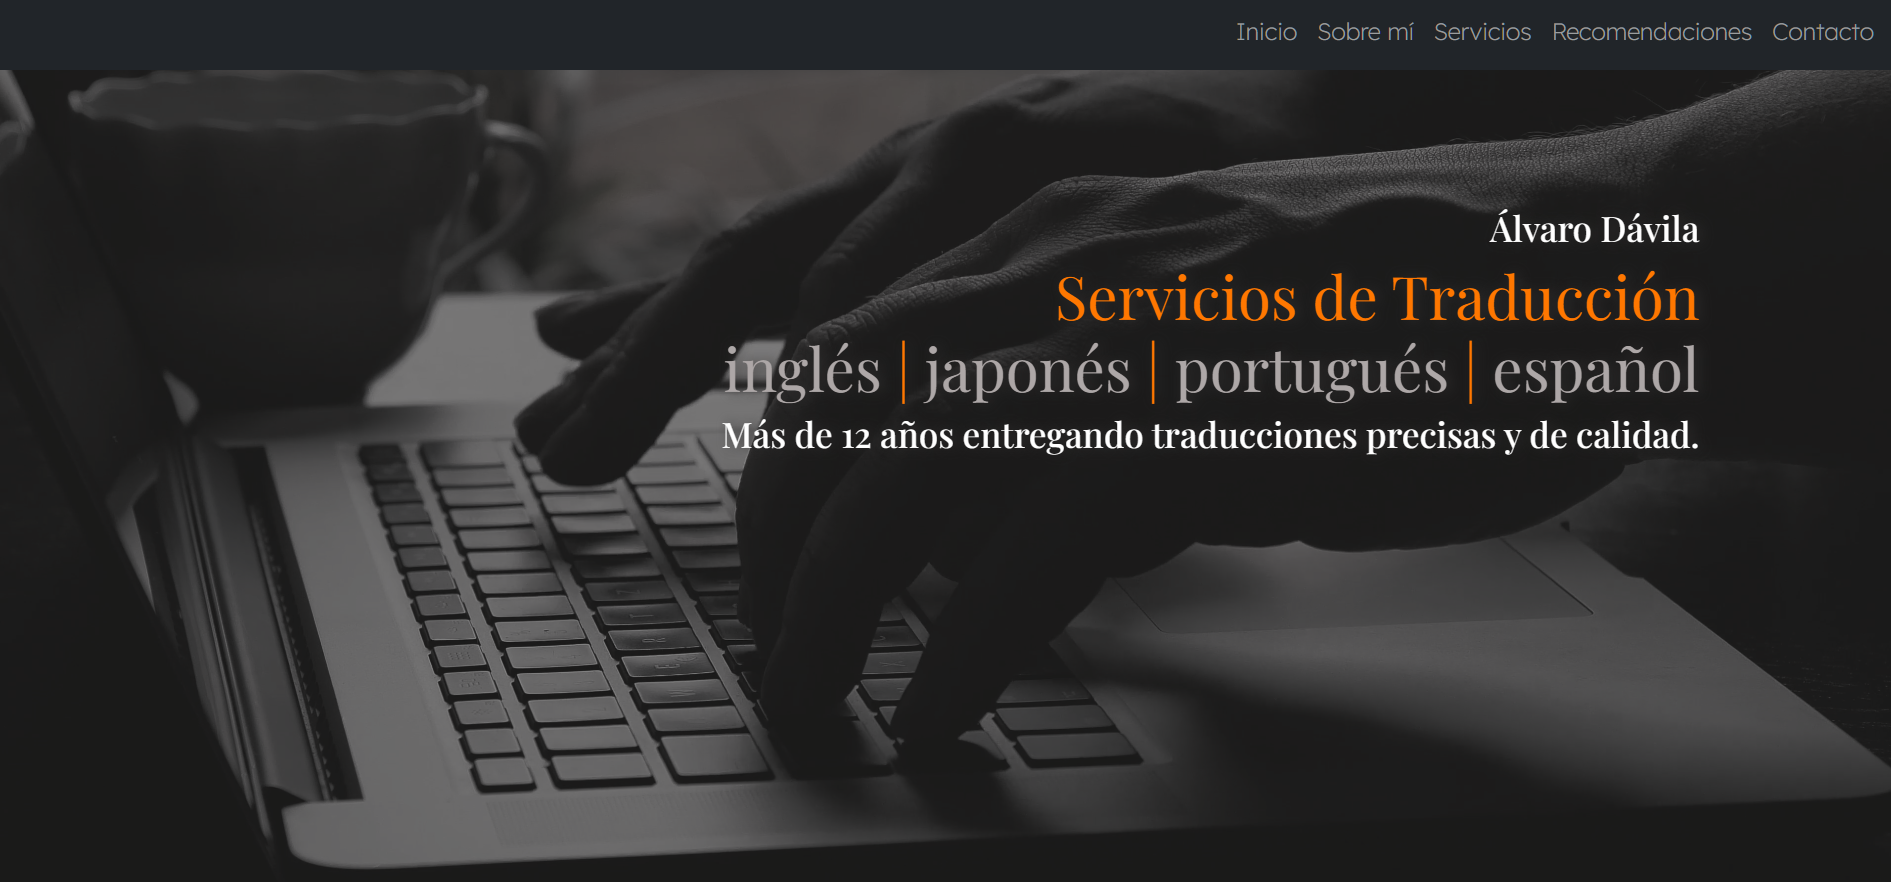 Inicio Sobre mí Servicios Recomendaciones Contacto
Álvaro Dávila
Servicios de Traducción
inglés | japonés | portugués | español
Más de 12 años entregando traducciones precisas y de calidad.